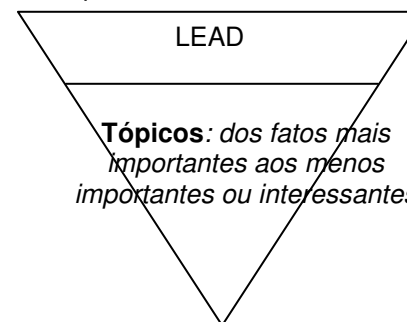 LEAD
Tópicos: dos fatos mais
importantes aos menos
importantes ou interessantes